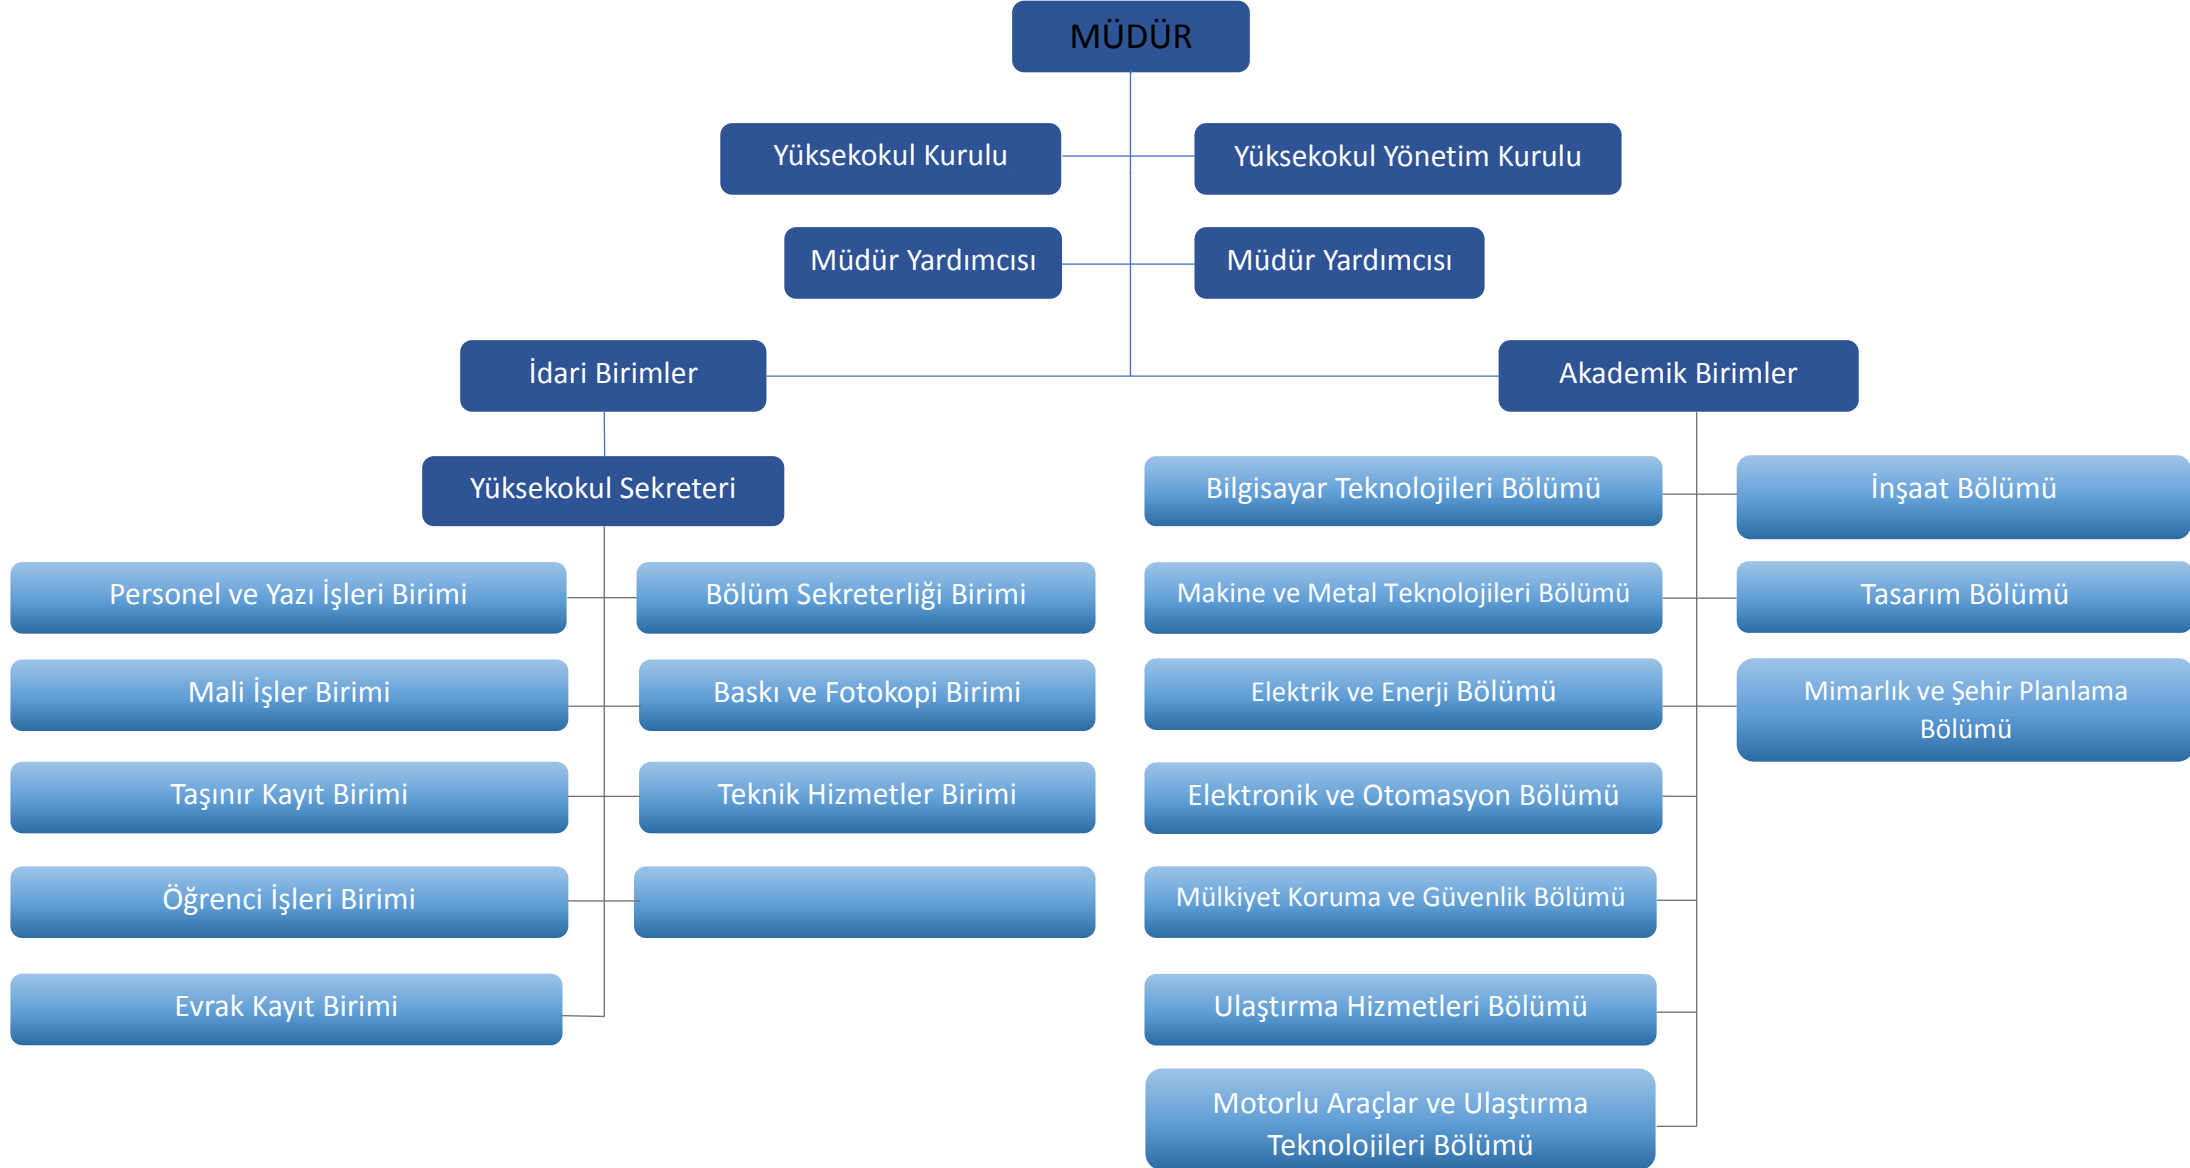 MÜDÜR
Yüksekokul Kurulu
Yüksekokul Yönetim Kurulu
Müdür Yardımcısı
Müdür Yardımcısı
İdari Birimler
Akademik Birimler
Yüksekokul Sekreteri
Personel ve Yazı İşleri Birimi
Bölüm Sekreterliği Birimi
Mali İşler Birimi
Baskı ve Fotokopi Birimi
Taşınır Kayıt Birimi
Teknik Hizmetler Birimi
Öğrenci İşleri Birimi
Evrak Kayıt Birimi
Bilgisayar Teknolojileri Bölümü
İnşaat Bölümü
Makine ve Metal Teknolojileri Bölümü
Tasarım Bölümü
Elektrik ve Enerji Bölümü
Mimarlık ve Şehir Planlama
Bölümü
Elektronik ve Otomasyon Bölümü
Mülkiyet Koruma ve Güvenlik Bölümü
Ulaştırma Hizmetleri Bölümü
Motorlu Araçlar ve Ulaştırma
Teknolojileri Bölümü